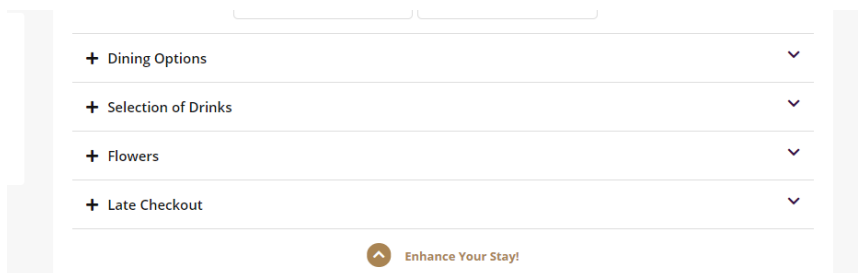 Dining Options
Selection of Drinks
Flowers
Late Checkout
Enhance Your Stay!